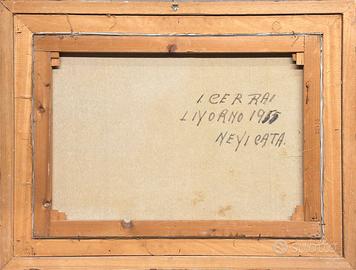 I. CERRAI
LIVORNO 1955
NEVICATA.